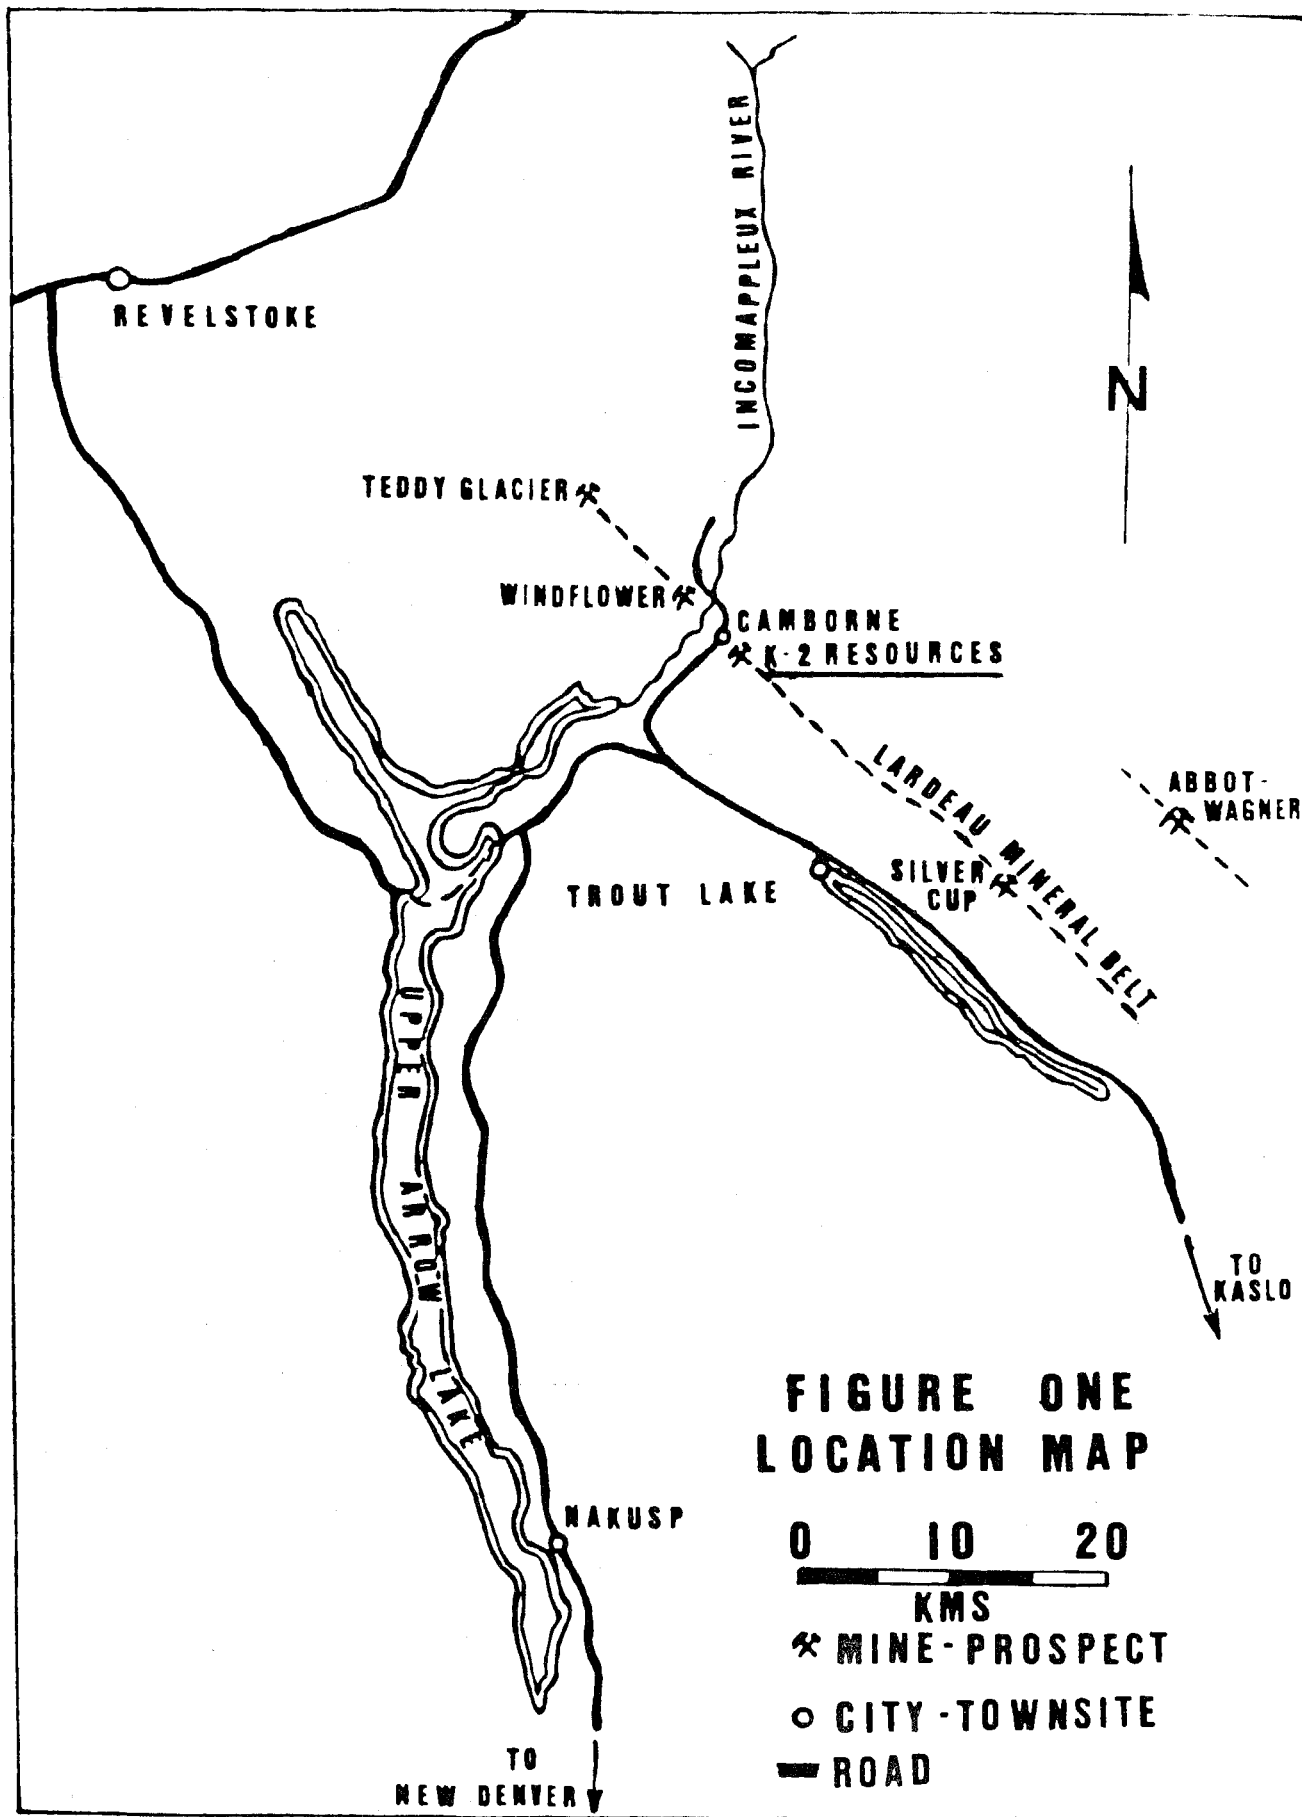 INCOMAPPLEUX RIVER
REVELSTOKE
N
TEDDY GLACIER
WINDFLOWER
CAMBORNE
K-2 RESOURCES
LARDEAU MINERAL BELT
ABBOT-
WAGNER
SILVER
CUP
TROUT LAKE
UPPER ARROW LAKE
TO
KASLO
FIGURE ONE
LOCATION MAP
NAKUSP
0 10 20
KMS
MINE-PROSPECT
CITY-TOWNSITE
ROAD
TO
NEW DENVER